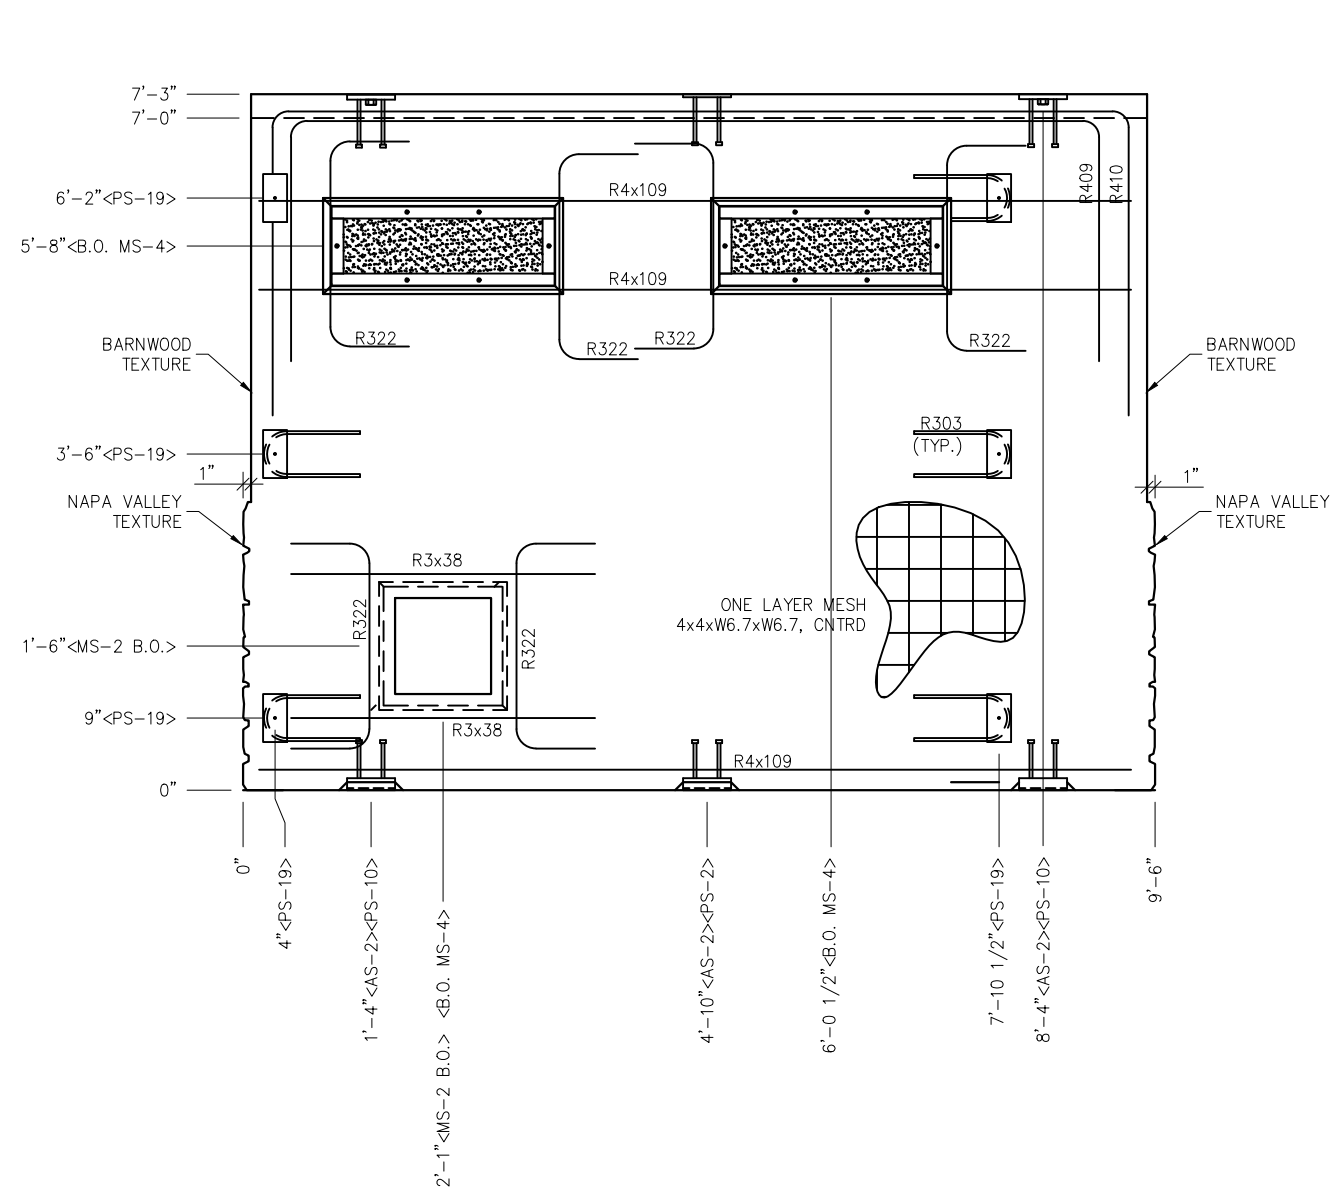 7'-3"
7'-0"
R4x109
R409
R410
6'-2"<PS-19>
5'-8"<B.O. MS-4>
R4x109
R322
R322
R322
R322
BARNWOOD
TEXTURE
BARNWOOD
TEXTURE
R303
(TYP.)
3'-6"<PS-19>
1"
1"
NAPA VALLEY
TEXTURE
NAPA VALLEY
TEXTURE
R3x38
R322
R322
ONE LAYER MESH
4x4xW6.7xW6.7, CNTRD
1'-6"<MS-2 B.O.>
9"<PS-19>
R3x38
R4x109
0"
0"
4"<PS-19>
1'-4"<AS-2><PS-10>
2'-1"<MS-2 B.O.> <B.O. MS-4>
4'-10"<AS-2><PS-2>
6'-0 1/2"<B.O. MS-4>
7'-10 1/2"<PS-19>
8'-4"<AS-2><PS-10>
9'-6"